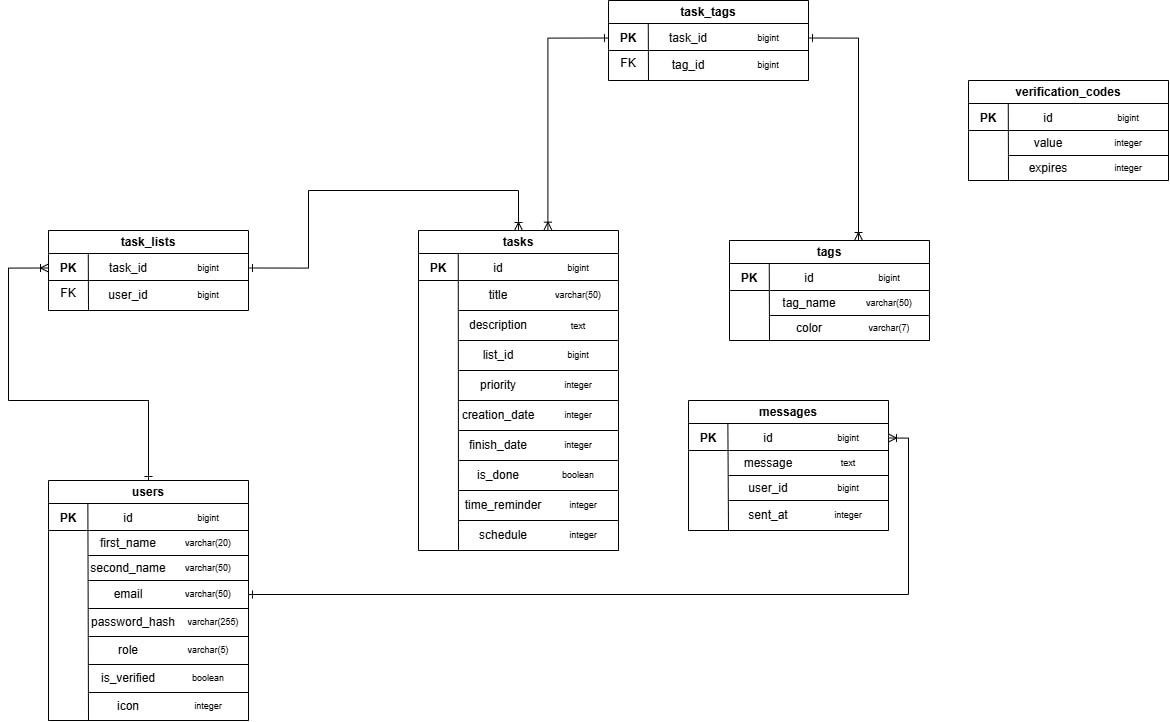 task_tags
PK task_id bigint
FK tag_id bigint
verification_codes
PK id bigint
value integer
expires integer
task_lists
PK task_id bigint
FK user_id bigint
tasks
PK id bigint
title varchar(50)
description text
list_id bigint
priority integer
creation_date integer
finish_date integer
is_done boolean
time_reminder integer
schedule integer
tags
PK id bigint
tag_name varchar(50)
color varchar(7)
messages
PK id bigint
message text
user_id bigint
sent_at integer
users
PK id bigint
first_name varchar(20)
second_name varchar(50)
email varchar(50)
password_hash varchar(255)
role varchar(5)
is_verified boolean
icon integer